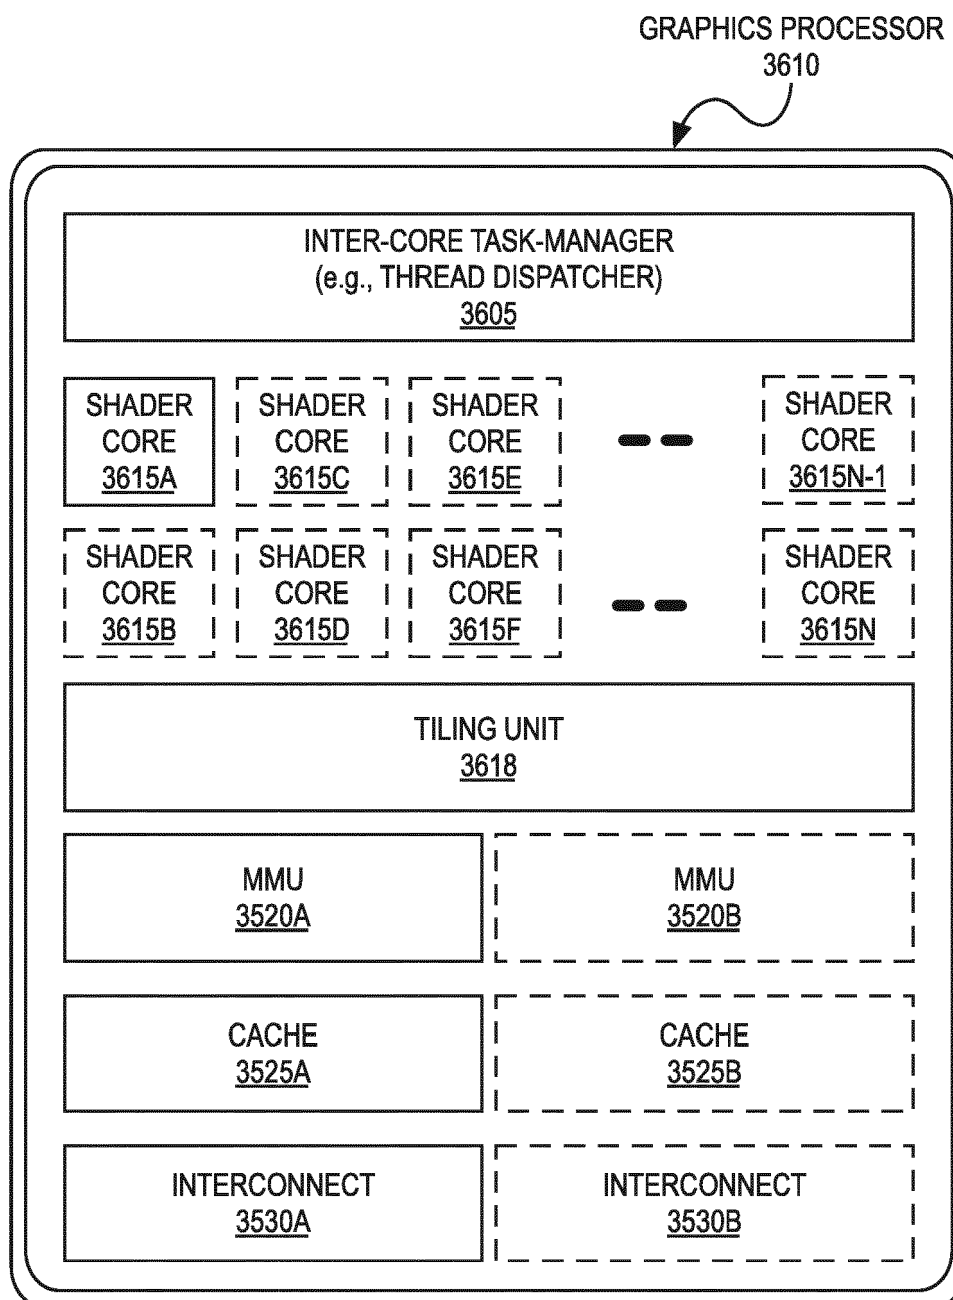 GRAPHICS PROCESSOR
3610
INTER-CORE TASK-MANAGER
(e.g., THREAD DISPATCHER)
3605
SHADER
CORE
3615A
SHADER
CORE
3615C
SHADER
CORE
3615E
SHADER
CORE
3615N-1
SHADER
CORE
3615B
SHADER
CORE
3615D
SHADER
CORE
3615F
SHADER
CORE
3615N
TILING UNIT
3618
MMU
3520A
MMU
3520B
CACHE
3525A
CACHE
3525B
INTERCONNECT
3530A
INTERCONNECT
3530B